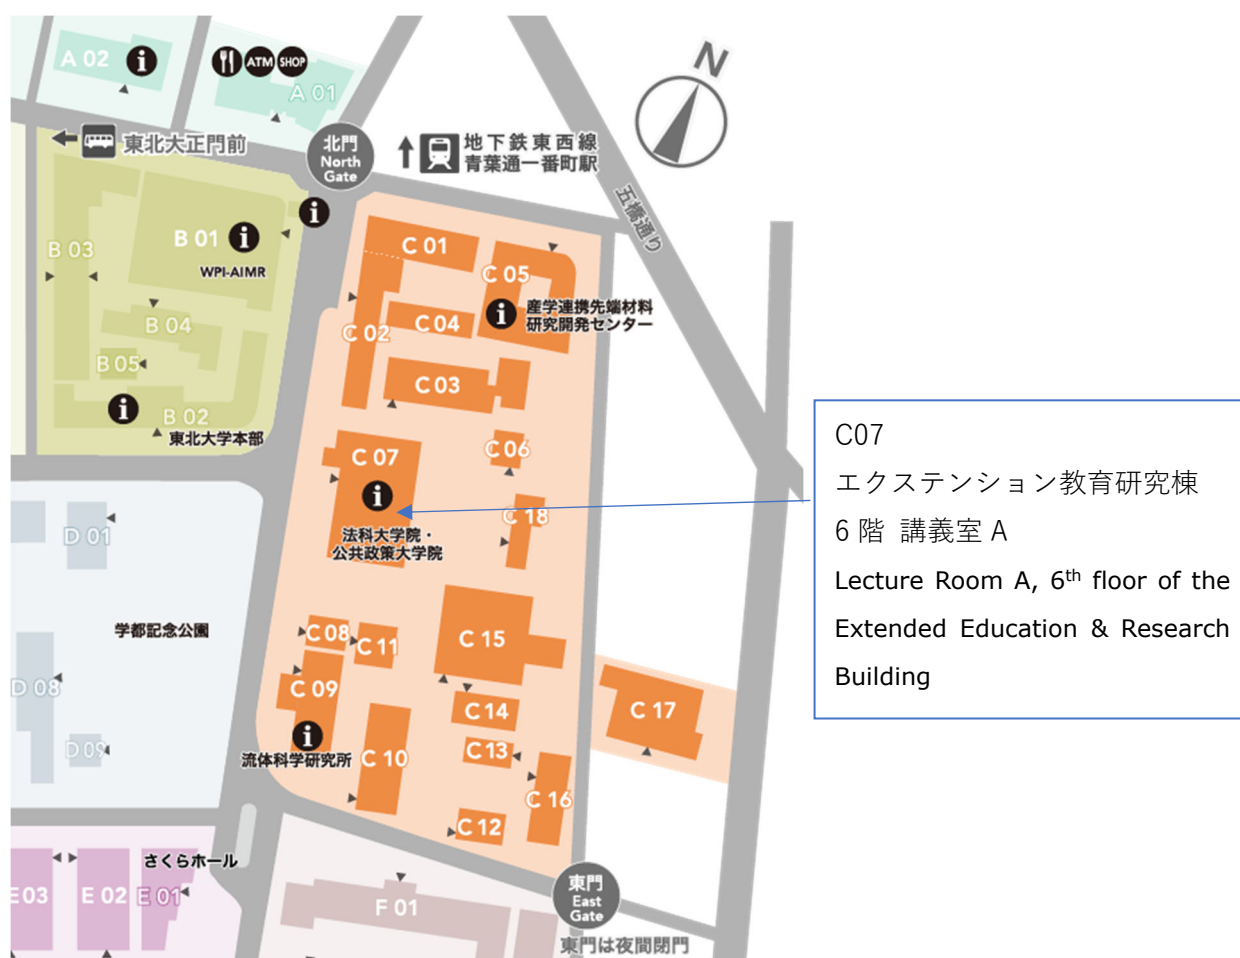 A 02
ATM
SHOP
A 01
N
東北大正門前
北門
North
Gate
地下鉄東西線
青葉通一番町駅
五橋通り
B 03
B 01
WPI-AIMR
B 04
B 05
B 02
東北大学本部
C 01
C 05
産学連携先端材料
研究開発センター
C 02
C 04
C 03
C 07
C 06
法科大学院・
公共政策大学院
C 18
C07
エクステンション教育研究棟
6 階 講義室 A
Lecture Room A, 6th floor of the
Extended Education & Research
Building
D 01
学都記念公園
D 08
D 09
C 08
C 11
C 15
C 09
C 14
C 17
流体科学研究所
C 10
C 13
C 16
C 12
さくらホール
E 03
E 02
E 01
F 01
東門
East
Gate
東門は夜間閉門